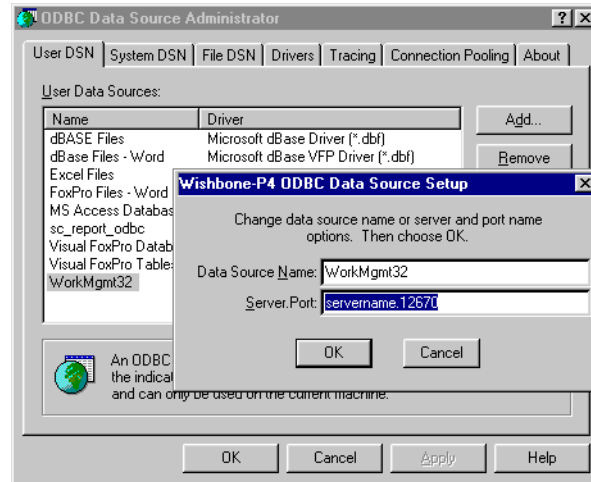 ODBC Data Source Administrator
User DSN System DSN File DSN Drivers Tracing Connection Pooling About
User Data Sources:
Name Driver
dBASE Files Microsoft dBase Driver (*.dbf)
dBase Files - Word Microsoft dBase VFP Driver (*.dbf)
Excel Files
FoxPro Files - Word
MS Access Databas
sc_report_odbc
Visual FoxPro Datab
Visual FoxPro Table
WorkMgmt32
Add...
Remove
Wishbone-P4 ODBC Data Source Setup
Change data source name or server and port name
options. Then choose OK.
Data Source Name: WorkMgmt32
Server.Port: servername.12670
OK Cancel
An ODBC
the indicat
and can only be used on the current machine.
OK Cancel Apply Help